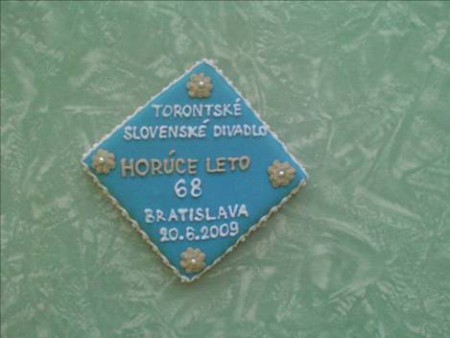 TORONTSKÉ
SLOVENSKÉ DIVADLO
HORÚCE LETO
68
BRATISLAVA
20.6.2009